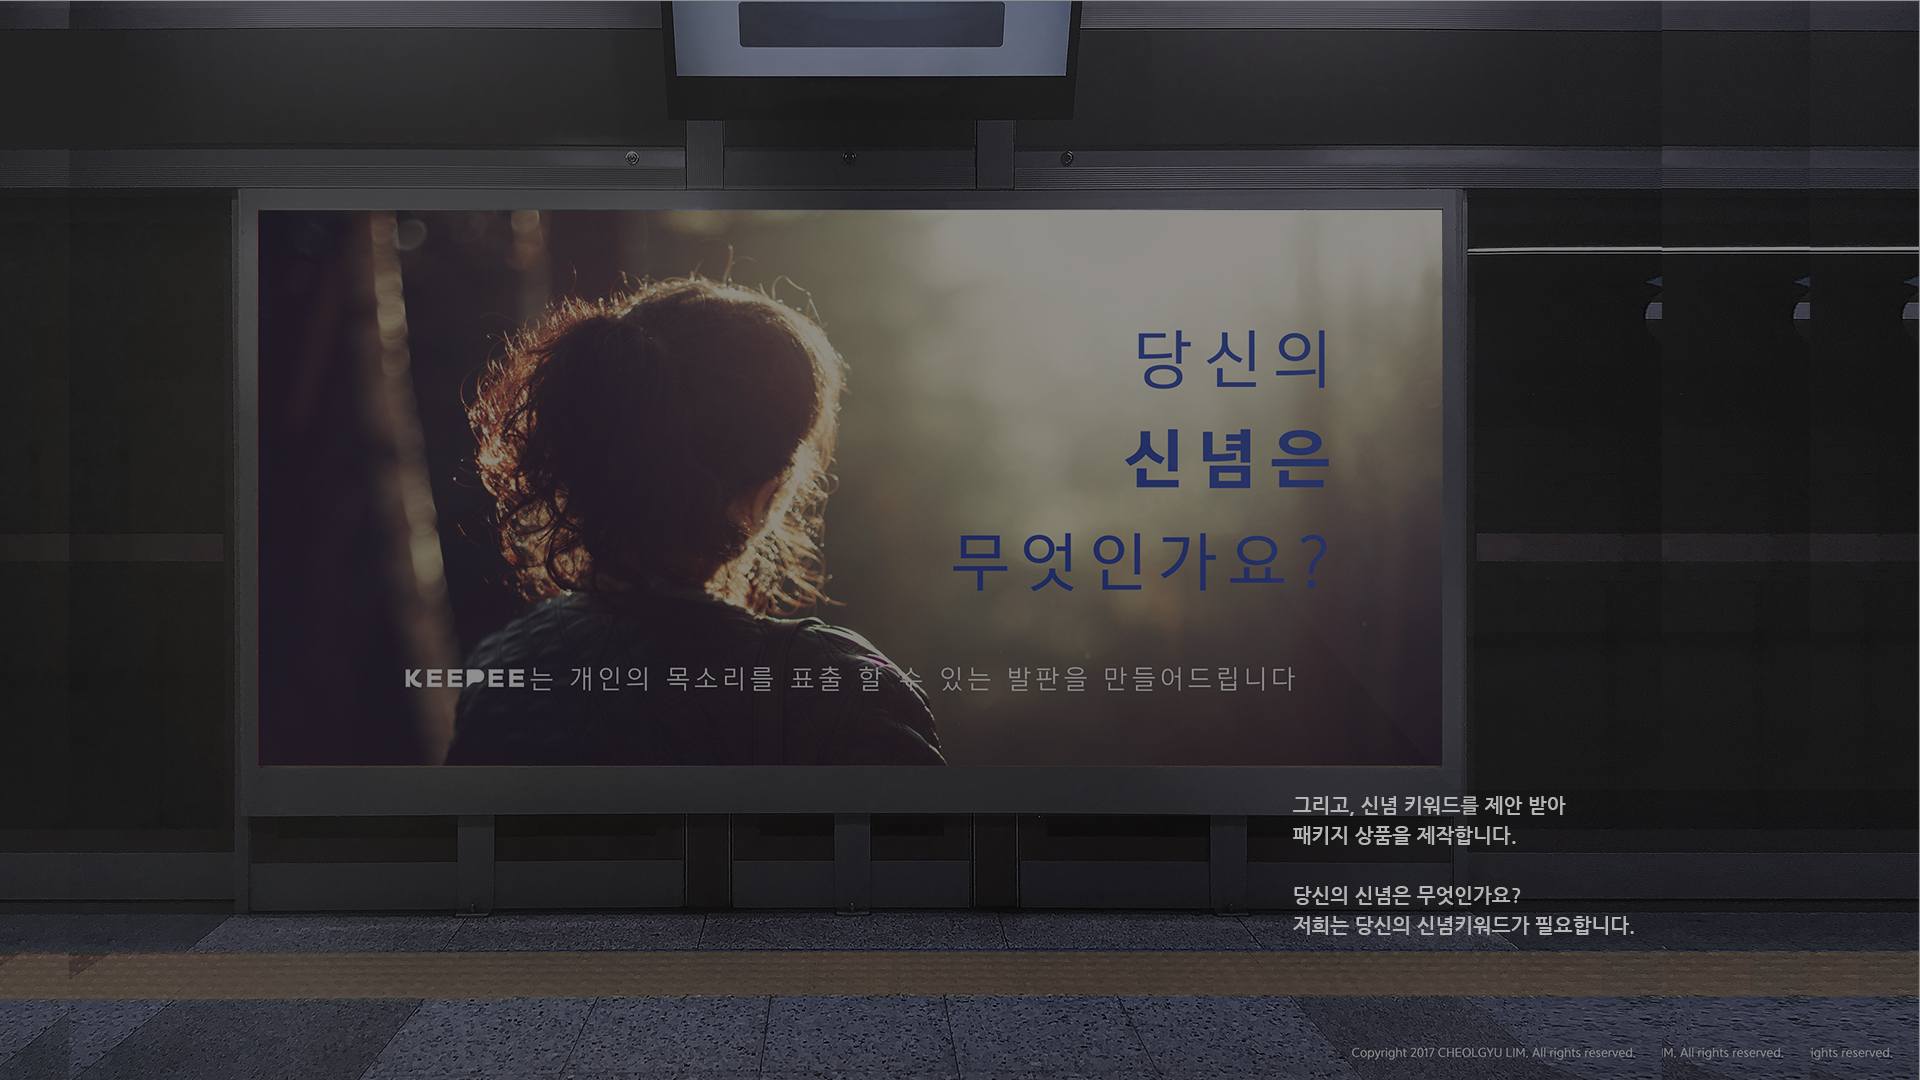 당신의
신념은
무엇인가요?
KEEPEE는 개인의 목소리를 표출 할 수 있는 발판을 만들어드립니다
그리고, 신념 키워드를 제안 받아
패키지 상품을 제작합니다.
당신의 신념은 무엇인가요?
저희는 당신의 신념키워드가 필요합니다.
Copyright 2017 CHEOLGYU LIM. All rights reserved. M. All rights reserved. ights reserved.